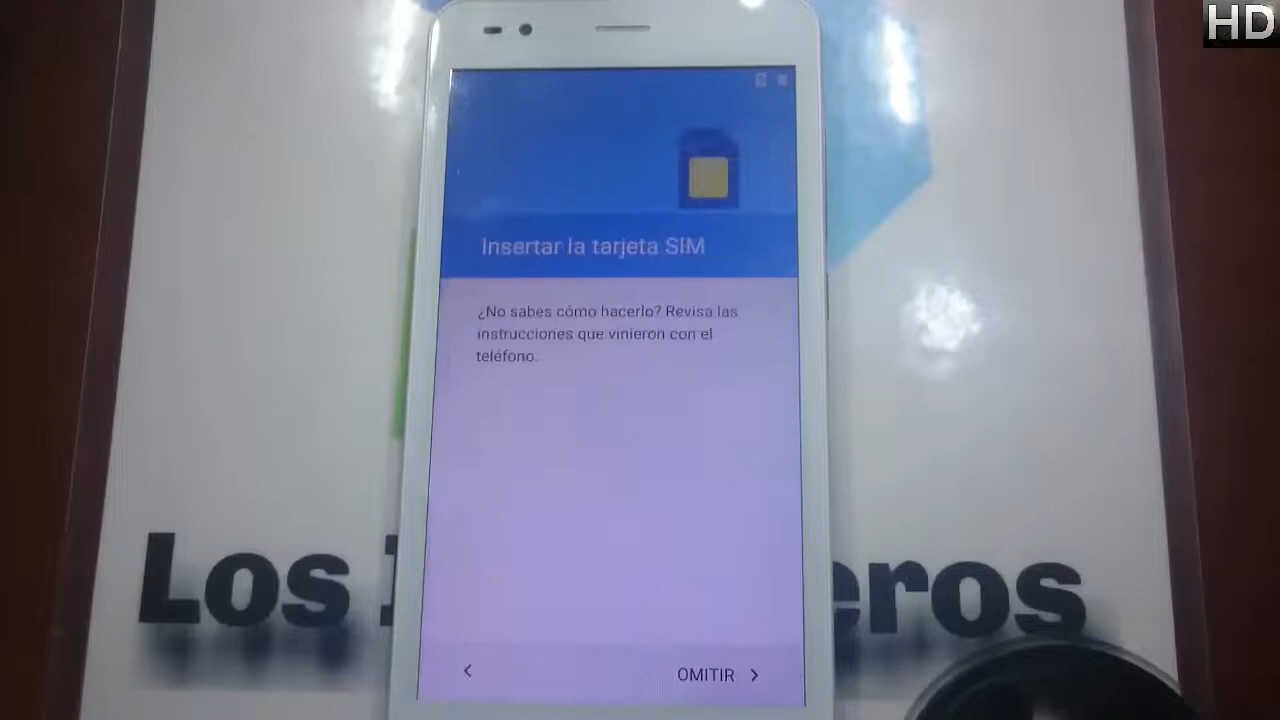 HD
Insertar la tarjeta SIM
¿No sabes cómo hacerlo? Revisa las
instrucciones que vinieron con el
teléfono.
OMITIR
Los